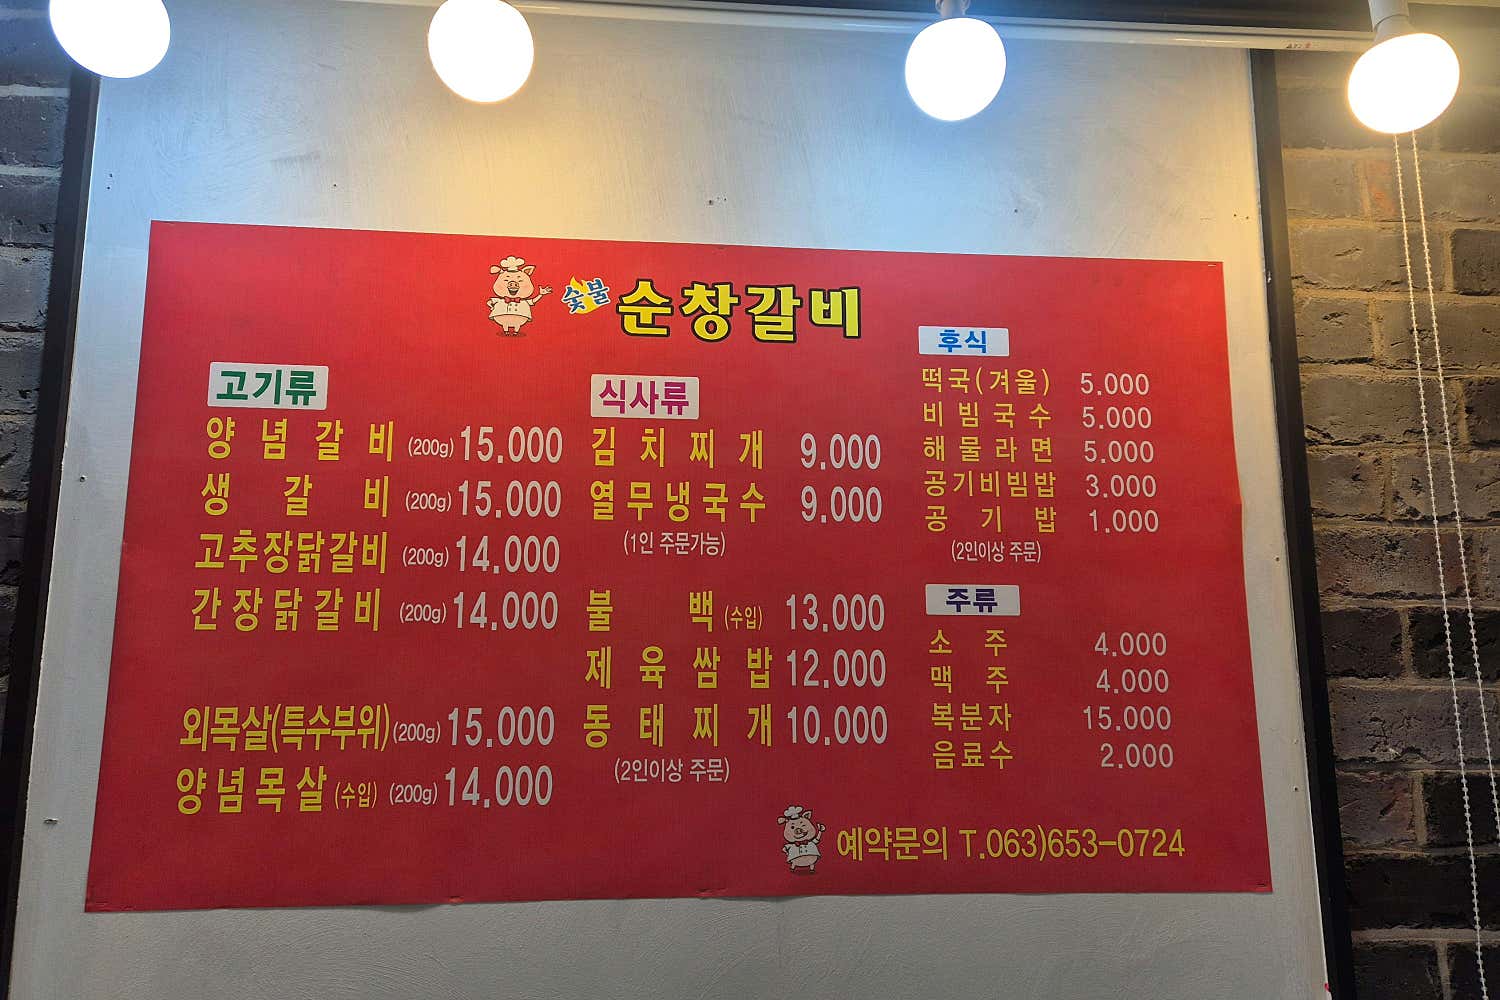 숯불 순창갈비
고기류
양념갈비 (200g) 15.000
생갈비 (200g) 15.000
고추장닭갈비 (200g) 14.000
간장닭갈비 (200g) 14.000
외목살(특수부위) (200g) 15.000
양념목살 (수입) (200g) 14.000
식사류
김치찌개 9.000
열무냉국수 9.000
(1인 주문가능)
불백 (수입) 13.000
제육쌈밥 12.000
동태찌개 10.000
(2인이상 주문)
후식
떡국(겨울) 5.000
비빔국수 5.000
해물라면 5.000
공기비빔밥 3.000
공기밥 1.000
(2인이상 주문)
주류
소주 4.000
맥주 4.000
복분자 15.000
음료수 2.000
예약문의 T.063)653-0724